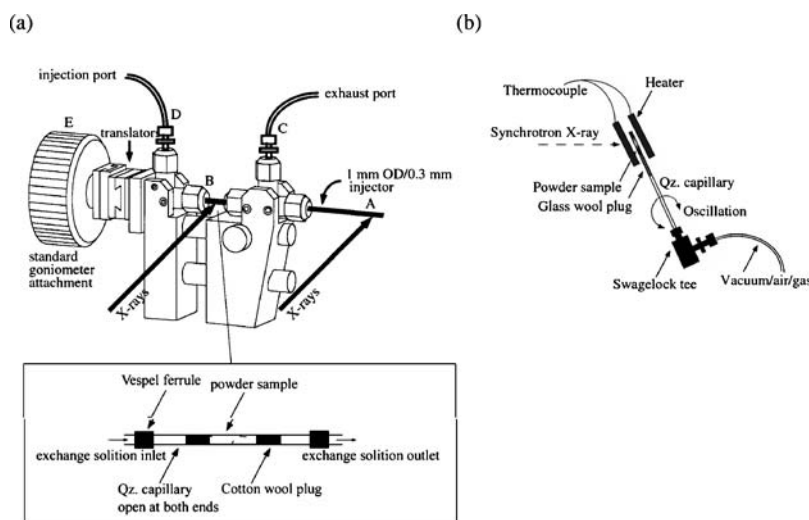 (a)
injection port
exhaust port
D
C
E
translators
B
1 mm OD/0.3 mm
injector
A
standard
goniometer
attachment
X-rays
X-rays
Vespel ferrule
powder sample
exchange solition inlet
exchange solition outlet
Qz. capillary
open at both ends
Cotton wool plug
(b)
Thermocouple
Heater
Synchrotron X-ray
Powder sample
Glass wool plug
Qz. capillary
Oscillation
Swagelock tee
Vacuum/air/gas